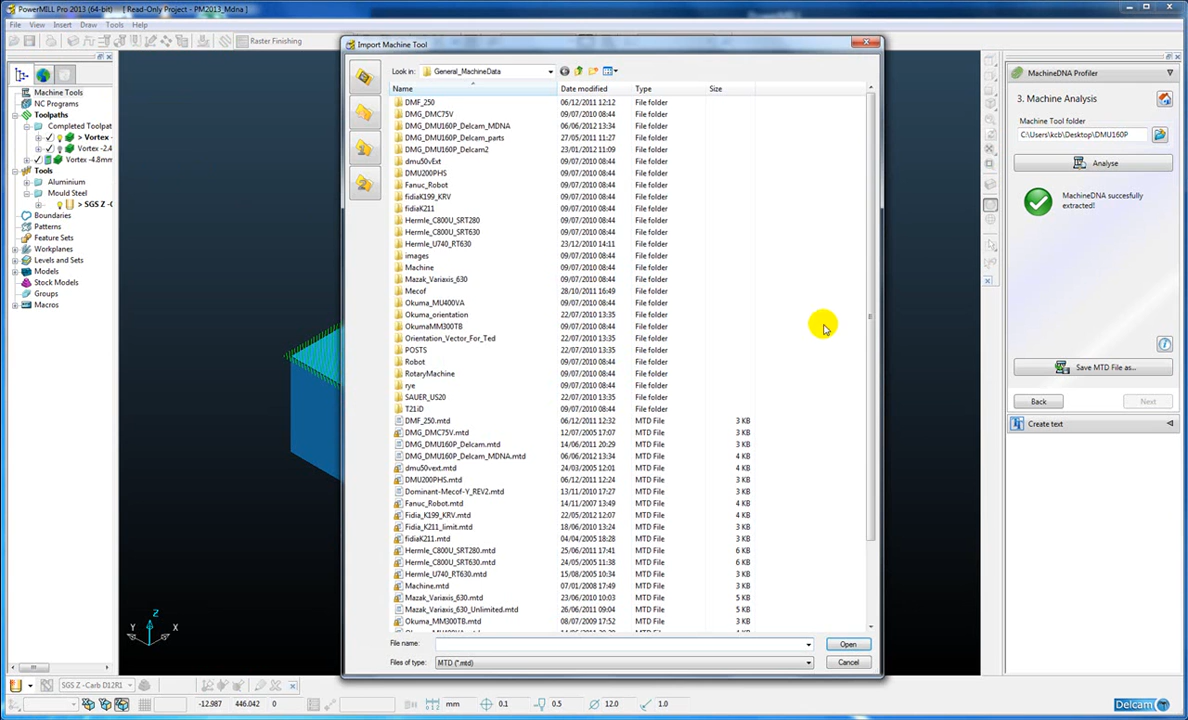 PowerMILL Pro 2013 (64-bit) [ Read-Only Project - PM2013_Mdna ]
File View Insert Draw Tools Help
Raster Finishing
Machine Tools
NC Programs
Toolpaths
Completed Toolpat
> Vortex
Vortex -2.4
Vortex -4.8mm
Tools
Aluminium
Mould Steel
> SGS Z -
Boundaries
Patterns
Feature Sets
Workplanes
Levels and Sets
Models
Stock Models
Groups
Macros
Import Machine Tool
Look in: General_MachineData
Name Date modified Type Size
DMF_250 06/12/2011 12:12 File folder
DMG_DMC75V 09/07/2010 08:44 File folder
DMG_DMU160P_Delcam_MDNA 06/06/2012 13:34 File folder
DMG_DMU160P_Delcam_parts 27/05/2011 11:27 File folder
DMG_DMU160P_Delcam2 23/01/2012 11:09 File folder
dmu50vExt 09/07/2010 08:44 File folder
DMU200PHS 09/07/2010 08:44 File folder
Fanuc_Robot 09/07/2010 08:44 File folder
fidiaK199_KRV 09/07/2010 08:44 File folder
fidiaK211 09/07/2010 08:44 File folder
Hermle_C800U_SRT280 09/07/2010 08:44 File folder
Hermle_C800U_SRT630 09/07/2010 08:44 File folder
Hermle_U740_RT630 23/12/2010 14:11 File folder
images 09/07/2010 08:44 File folder
Machine 09/07/2010 08:44 File folder
Mazak_Variaxis_630 09/07/2010 08:44 File folder
Mecof 28/10/2011 16:49 File folder
Okuma_MU400VA 09/07/2010 08:44 File folder
Okuma_orientation 22/07/2010 13:35 File folder
OkumaMM300TB 09/07/2010 08:44 File folder
Orientation_Vector_For_Ted 22/07/2010 13:35 File folder
POSTS 22/07/2010 13:35 File folder
Robot 09/07/2010 08:44 File folder
RotaryMachine 09/07/2010 08:44 File folder
rye 09/07/2010 08:44 File folder
SAUER_US20 22/07/2010 13:35 File folder
T21iD 09/07/2010 08:44 File folder
DMF_250.mtd 06/12/2011 12:32 MTD File 3 KB
DMG_DMC75V.mtd 12/07/2005 17:07 MTD File 3 KB
DMG_DMU160P_Delcam.mtd 14/06/2011 20:29 MTD File 3 KB
DMG_DMU160P_Delcam_MDNA.mtd 06/06/2012 13:34 MTD File 4 KB
dmu50vext.mtd 24/03/2005 12:01 MTD File 3 KB
DMU200PHS.mtd 06/12/2011 12:24 MTD File 3 KB
Dominant-Mecof-Y_REV2.mtd 13/11/2010 17:27 MTD File 3 KB
Fanuc_Robot.mtd 14/11/2007 13:49 MTD File 4 KB
Fidia_K199_KRV.mtd 22/05/2012 12:07 MTD File 4 KB
Fidia_K211_limit.mtd 18/06/2010 13:24 MTD File 3 KB
fidiaK211.mtd 04/04/2005 18:28 MTD File 3 KB
Hermle_C800U_SRT280.mtd 25/06/2011 17:41 MTD File 6 KB
Hermle_C800U_SRT630.mtd 24/05/2005 11:38 MTD File 6 KB
Hermle_U740_RT630.mtd 15/08/2005 10:34 MTD File 3 KB
Machine.mtd 07/01/2008 17:49 MTD File 3 KB
Mazak_Variaxis_630.mtd 23/06/2010 10:03 MTD File 5 KB
Mazak_Variaxis_630_Unlimited.mtd 26/06/2011 09:04 MTD File 5 KB
Okuma_MM300TB.mtd 08/07/2009 17:52 MTD File 3 KB
File name: Open
Files of type: MTD (*.mtd) Cancel
MachineDNA Profiler
3. Machine Analysis
Machine Tool folder
C:\Users\kcb\Desktop\DMU160P
Analyse
MachineDNA succesfully
extracted!
Save MTD File as...
Back Next
Create text
Z
Y X
SGS Z -Carb D12R1
-12.987 446.042 0 mm 0.1 0.5 12.0 1.0 Delcam